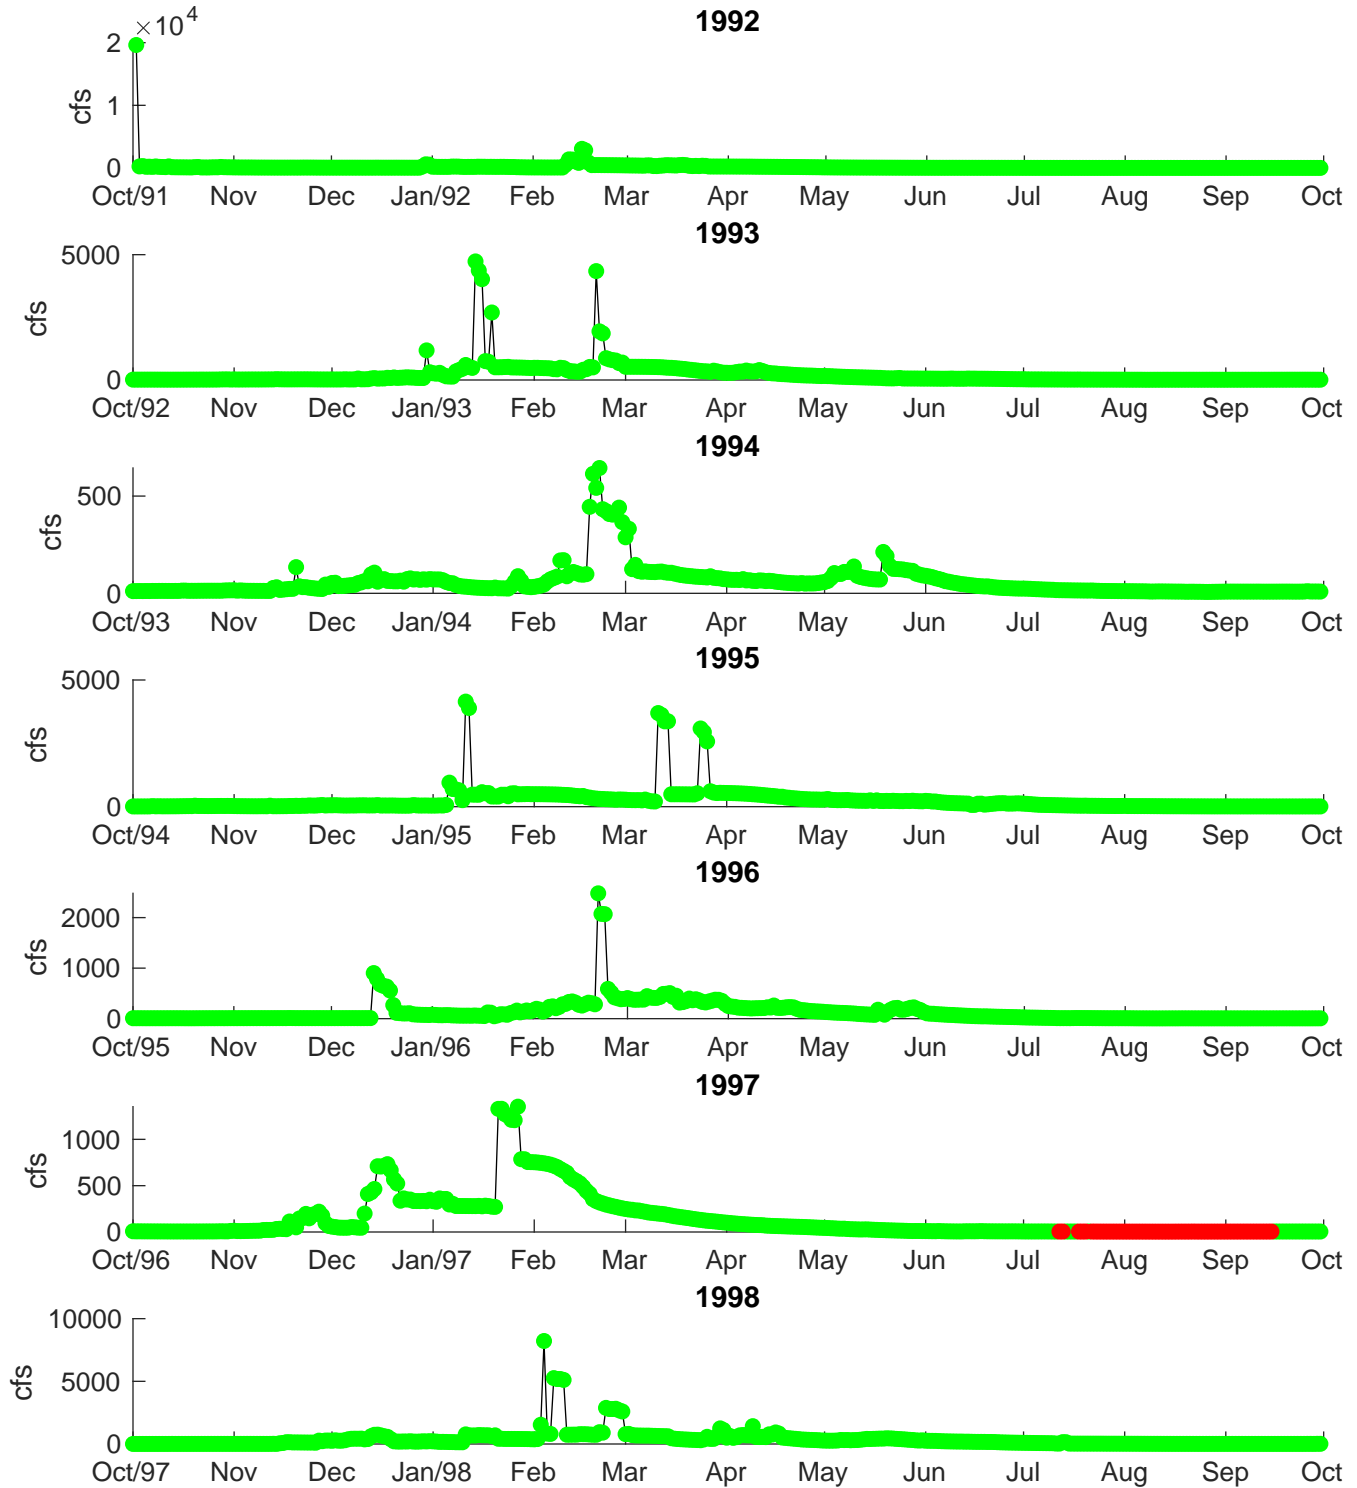 1992
×10⁴
2
1
0
cfs
Oct/91 Nov Dec Jan/92 Feb Mar Apr May Jun Jul Aug Sep Oct
1993
5000
0
cfs
Oct/92 Nov Dec Jan/93 Feb Mar Apr May Jun Jul Aug Sep Oct
1994
500
0
cfs
Oct/93 Nov Dec Jan/94 Feb Mar Apr May Jun Jul Aug Sep Oct
1995
5000
0
cfs
Oct/94 Nov Dec Jan/95 Feb Mar Apr May Jun Jul Aug Sep Oct
1996
2000
1000
0
cfs
Oct/95 Nov Dec Jan/96 Feb Mar Apr May Jun Jul Aug Sep Oct
1997
1000
500
0
cfs
Oct/96 Nov Dec Jan/97 Feb Mar Apr May Jun Jul Aug Sep Oct
1998
10000
5000
0
cfs
Oct/97 Nov Dec Jan/98 Feb Mar Apr May Jun Jul Aug Sep Oct